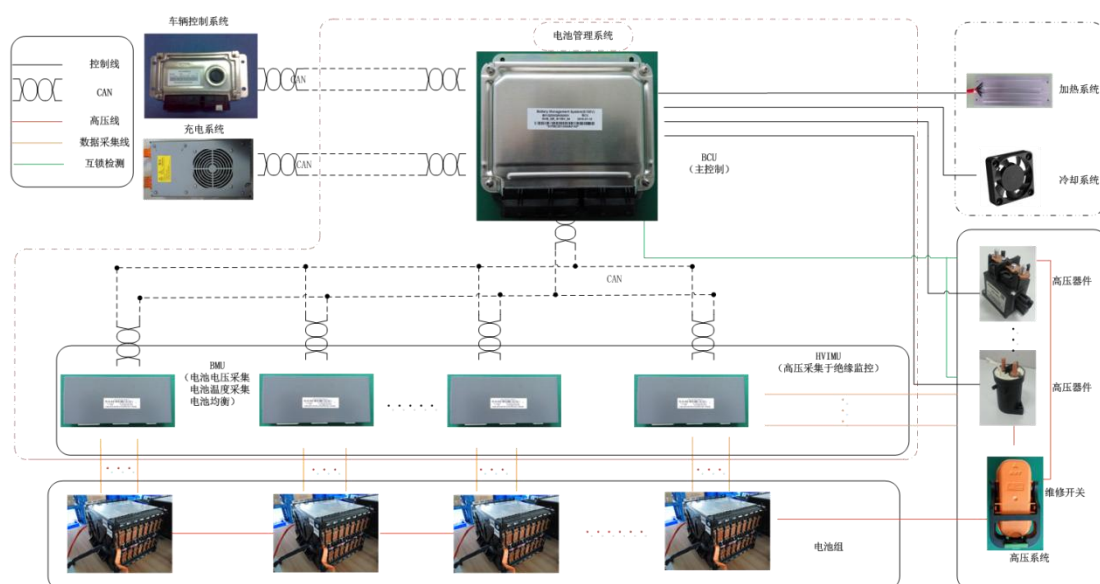 车辆控制系统
电池管理系统
控制线
CAN
高压线
数据采集线
互锁检测
CAN
充电系统
CAN
BCU
(主控制)
加热系统
冷却系统
CAN
高压器件
BMU
(电池电压采集
电池温度采集
电池均衡)
HVIMU
(高压采集于绝缘监控)
高压器件
维修开关
电池组
高压系统